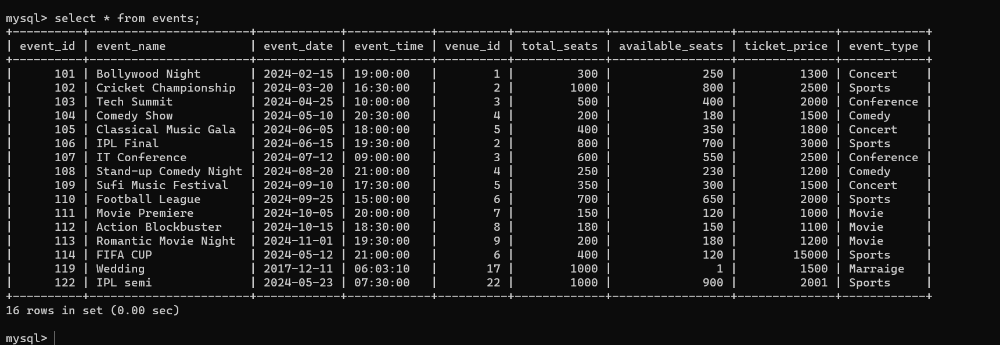 mysql> select * from events;
+----------+-----------------------+------------+------------+----------+-------------+-----------------+--------------+------------+
| event_id | event_name            | event_date | event_time | venue_id | total_seats | available_seats | ticket_price | event_type |
+----------+-----------------------+------------+------------+----------+-------------+-----------------+--------------+------------+
|      101 | Bollywood Night       | 2024-02-15 | 19:00:00   |        1 |         300 |             250 |         1300 | Concert    |
|      102 | Cricket Championship  | 2024-03-20 | 16:30:00   |        2 |        1000 |             800 |         2500 | Sports     |
|      103 | Tech Summit           | 2024-04-25 | 10:00:00   |        3 |         500 |             400 |         2000 | Conference |
|      104 | Comedy Show           | 2024-05-10 | 20:30:00   |        4 |         200 |             180 |         1500 | Comedy     |
|      105 | Classical Music Gala  | 2024-06-05 | 18:00:00   |        5 |         400 |             350 |         1800 | Concert    |
|      106 | IPL Final             | 2024-06-15 | 19:30:00   |        2 |         800 |             700 |         3000 | Sports     |
|      107 | IT Conference         | 2024-07-12 | 09:00:00   |        3 |         600 |             550 |         2500 | Conference |
|      108 | Stand-up Comedy Night | 2024-08-20 | 21:00:00   |        4 |         250 |             230 |         1200 | Comedy     |
|      109 | Sufi Music Festival   | 2024-09-10 | 17:30:00   |        5 |         350 |             300 |         1500 | Concert    |
|      110 | Football League       | 2024-09-25 | 15:00:00   |        6 |         700 |             650 |         2000 | Sports     |
|      111 | Movie Premiere        | 2024-10-05 | 20:00:00   |        7 |         150 |             120 |         1000 | Movie      |
|      112 | Action Blockbuster    | 2024-10-15 | 18:30:00   |        8 |         180 |             150 |         1100 | Movie      |
|      113 | Romantic Movie Night  | 2024-11-01 | 19:30:00   |        9 |         200 |             180 |         1200 | Movie      |
|      114 | FIFA CUP              | 2024-05-12 | 21:00:00   |        6 |         400 |             120 |        15000 | Sports     |
|      119 | Wedding               | 2017-12-11 | 06:03:10   |       17 |        1000 |               1 |         1500 | Marraige   |
|      122 | IPL semi              | 2024-05-23 | 07:30:00   |       22 |        1000 |             900 |         2001 | Sports     |
+----------+-----------------------+------------+------------+----------+-------------+-----------------+--------------+------------+
16 rows in set (0.00 sec)
mysql>